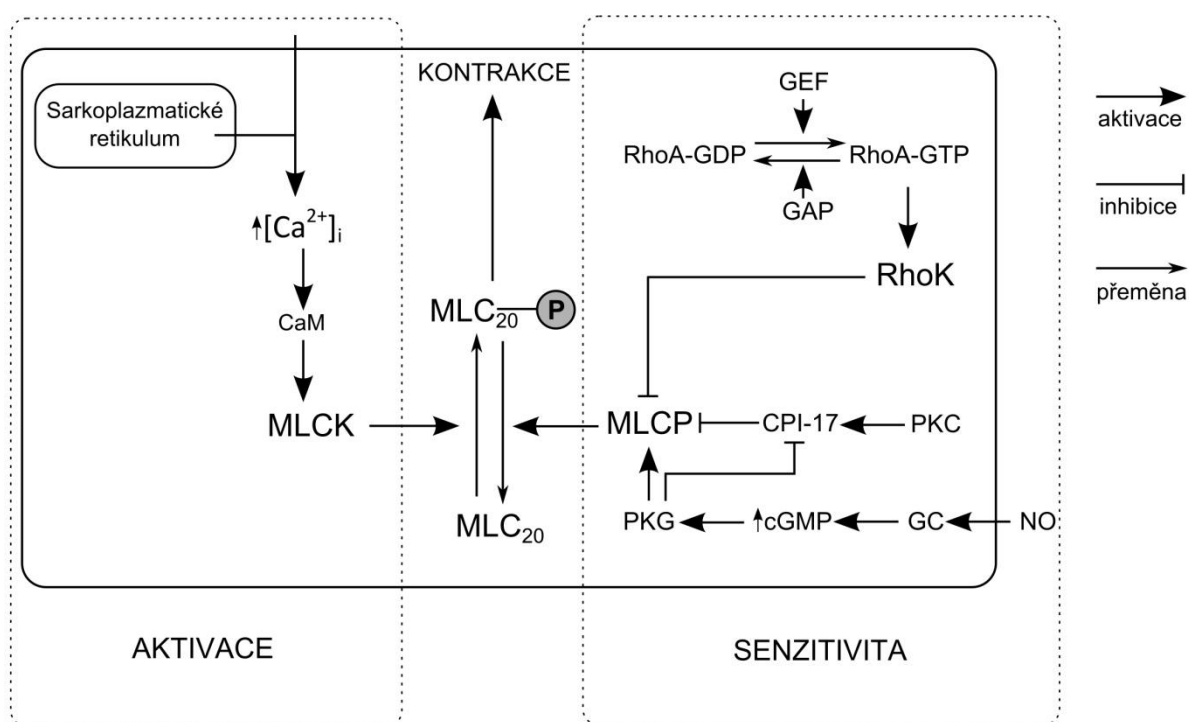 KONTRAKCE
Sarkoplazmatické
retikulum
↑[Ca²⁺]ᵢ
CaM
MLCK
MLC₂₀
P
MLC₂₀
GEF
RhoA-GDP
RhoA-GTP
GAP
RhoK
MLCP
CPI-17
PKC
PKG
↑cGMP
GC
NO
AKTIVACE
SENZITIVITA
aktivace
inhibice
přeměna